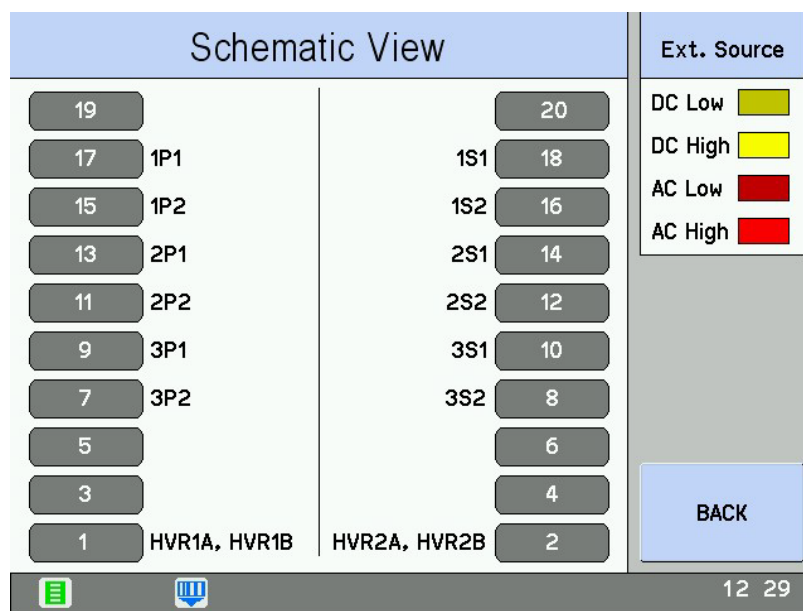 Schematic View
Ext. Source
19
20
DC Low
17 1P1
1S1 18
DC High
15 1P2
1S2 16
AC Low
13 2P1
2S1 14
AC High
11 2P2
2S2 12
9 3P1
3S1 10
7 3P2
3S2 8
5
6
3
4
1 HVR1A, HVR1B
HVR2A, HVR2B 2
BACK
12 29